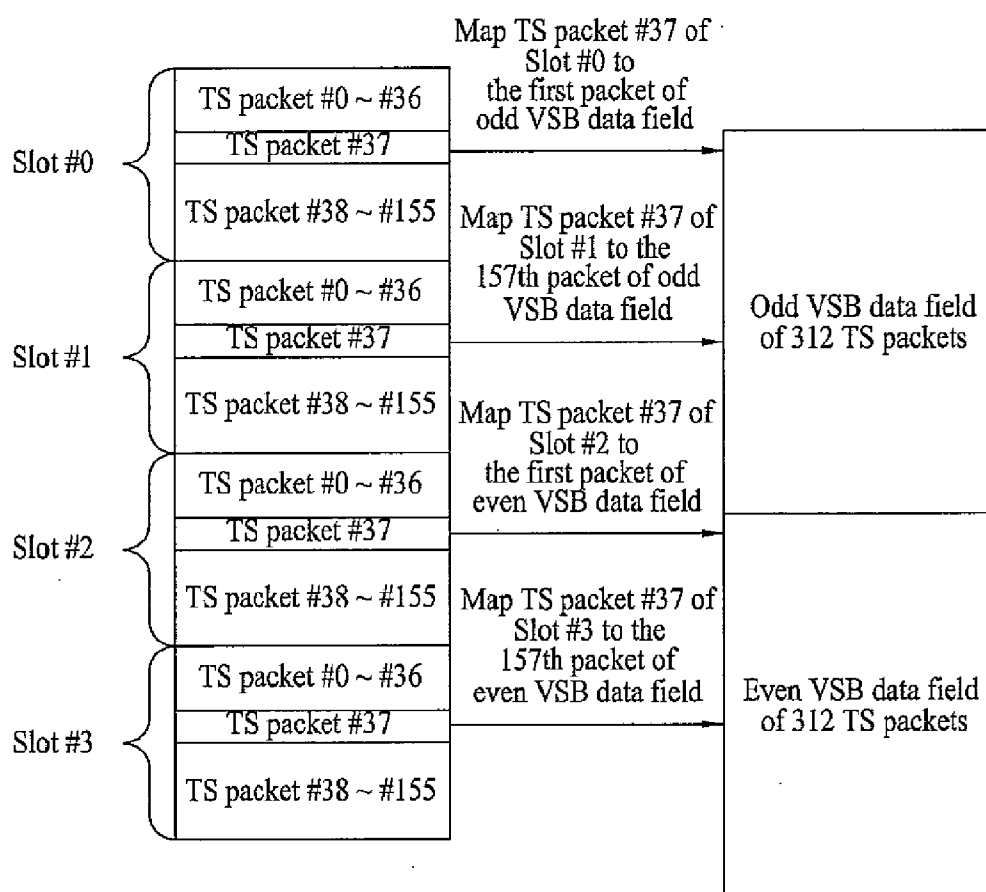 Map TS packet #37 of
Slot #0 to
the first packet of
odd VSB data field
Slot #0
TS packet #0 ~ #36
TS packet #37
TS packet #38 ~ #155
Map TS packet #37 of
Slot #1 to the
157th packet of odd
VSB data field
Slot #1
TS packet #0 ~ #36
TS packet #37
TS packet #38 ~ #155
Odd VSB data field
of 312 TS packets
Map TS packet #37 of
Slot #2 to
the first packet of
even VSB data field
Slot #2
TS packet #0 ~ #36
TS packet #37
TS packet #38 ~ #155
Map TS packet #37 of
Slot #3 to the
157th packet of
even VSB data field
Slot #3
TS packet #0 ~ #36
TS packet #37
TS packet #38 ~ #155
Even VSB data field
of 312 TS packets